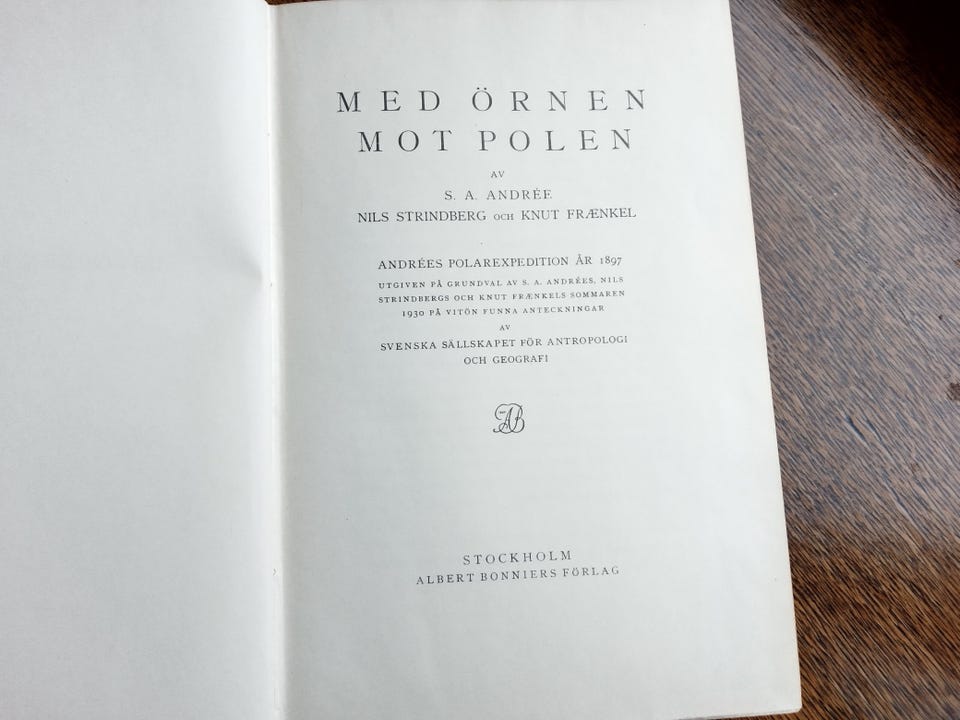 MED ÖRNEN
MOT POLEN
AV
S. A. ANDRÉE
NILS STRINDBERG OCH KNUT FRÆNKEL
ANDRÉES POLAREXPEDITION ÅR 1897
UTGIVEN PÅ GRUNDVAL AV S. A. ANDRÉES, NILS
STRINDBERGS OCH KNUT FRÆNKELS SOMMAREN
1930 PÅ VITÖN FUNNA ANTECKNINGAR
AV
SVENSKA SÄLLSKAPET FÖR ANTROPOLOGI
OCH GEOGRAFI
AB
STOCKHOLM
ALBERT BONNIERS FÖRLAG